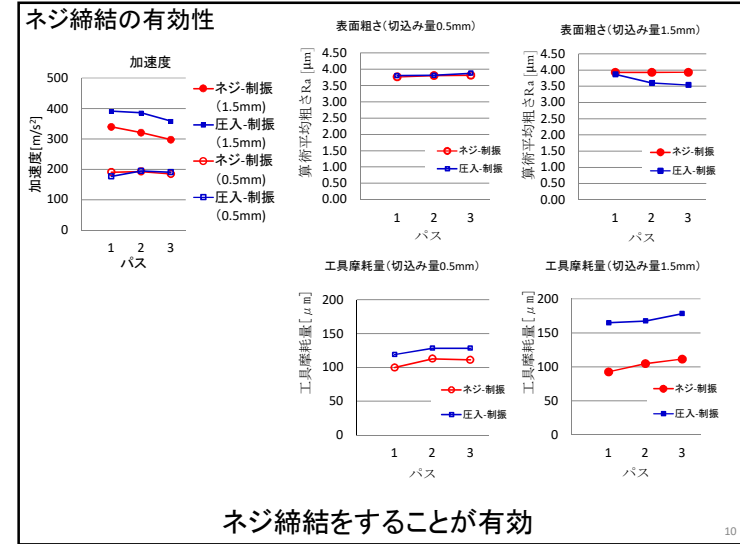 ネジ締結の有効性
加速度
加速度[m/s²]
500
400
300
200
100
0
1 2 3
パス
ネジ-制振
(1.5mm)
圧入-制振
(1.5mm)
ネジ-制振
(0.5mm)
圧入-制振
(0.5mm)
表面粗さ(切込み量0.5mm)
算術平均粗さRa [μm]
4.50
4.00
3.50
3.00
2.50
2.00
1.50
1.00
0.50
0.00
ネジ-制振
圧入-制振
1 2 3
パス
表面粗さ(切込み量1.5mm)
算術平均粗さRa [μm]
4.50
4.00
3.50
3.00
2.50
2.00
1.50
1.00
0.50
0.00
ネジ-制振
圧入-制振
1 2 3
パス
工具摩耗量(切込み量0.5mm)
工具摩耗量[μm]
200
150
100
50
0
ネジ-制振
圧入-制振
1 2 3
パス
工具摩耗量(切込み量1.5mm)
工具摩耗量[μm]
200
150
100
50
0
ネジ-制振
圧入-制振
1 2 3
パス
ネジ締結をすることが有効
10